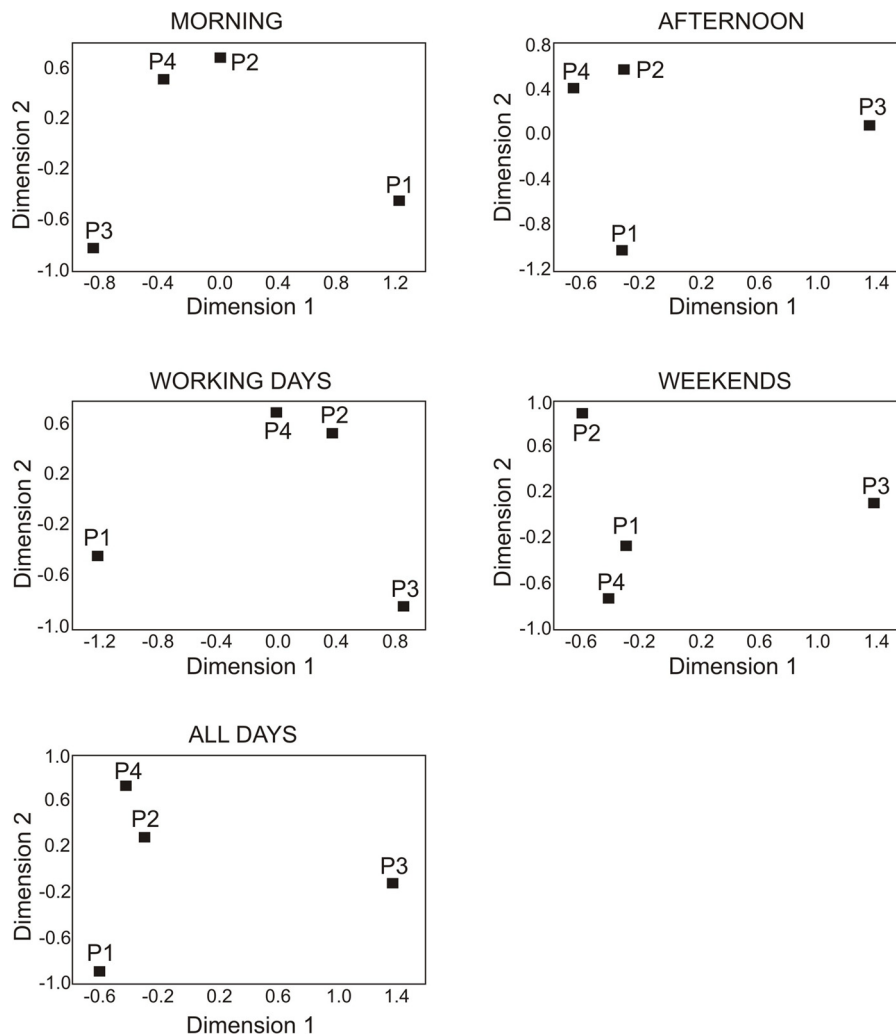 MORNING
0.6
0.2
-0.2
-0.6
-1.0
Dimension 2
P4
P2
P1
P3
-0.8 -0.4 0.0 0.4 0.8 1.2
Dimension 1
AFTERNOON
0.8
0.4
0.0
-0.4
-0.8
-1.2
Dimension 2
P4
P2
P3
P1
-0.6 -0.2 0.2 0.6 1.0 1.4
Dimension 1
WORKING DAYS
0.6
0.2
-0.2
-0.6
-1.0
Dimension 2
P4
P2
P1
P3
-1.2 -0.8 -0.4 0.0 0.4 0.8
Dimension 1
WEEKENDS
1.0
0.6
0.2
-0.2
-0.6
-1.0
Dimension 2
P2
P3
P1
P4
-0.6 -0.2 0.2 0.6 1.0 1.4
Dimension 1
ALL DAYS
1.0
0.6
0.2
-0.2
-0.6
-1.0
Dimension 2
P4
P2
P3
P1
-0.6 -0.2 0.2 0.6 1.0 1.4
Dimension 1